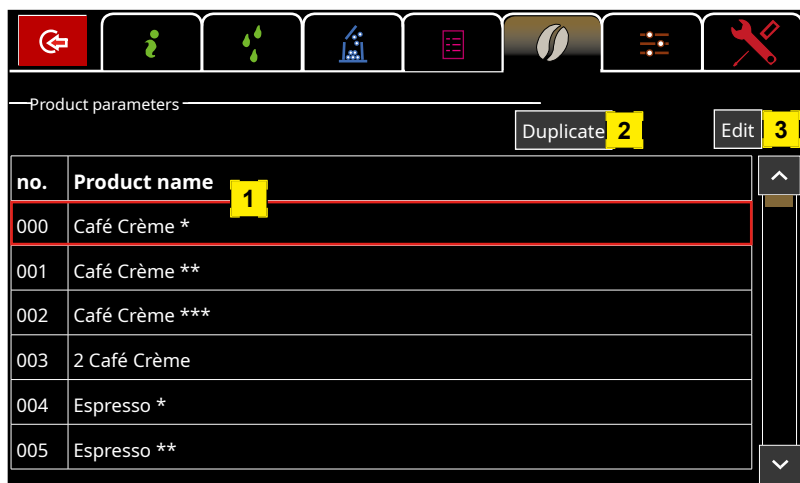 Product parameters
Duplicate 2 Edit 3
no. Product name
1
000 Café Crème *
001 Café Crème **
002 Café Crème ***
003 2 Café Crème
004 Espresso *
005 Espresso **